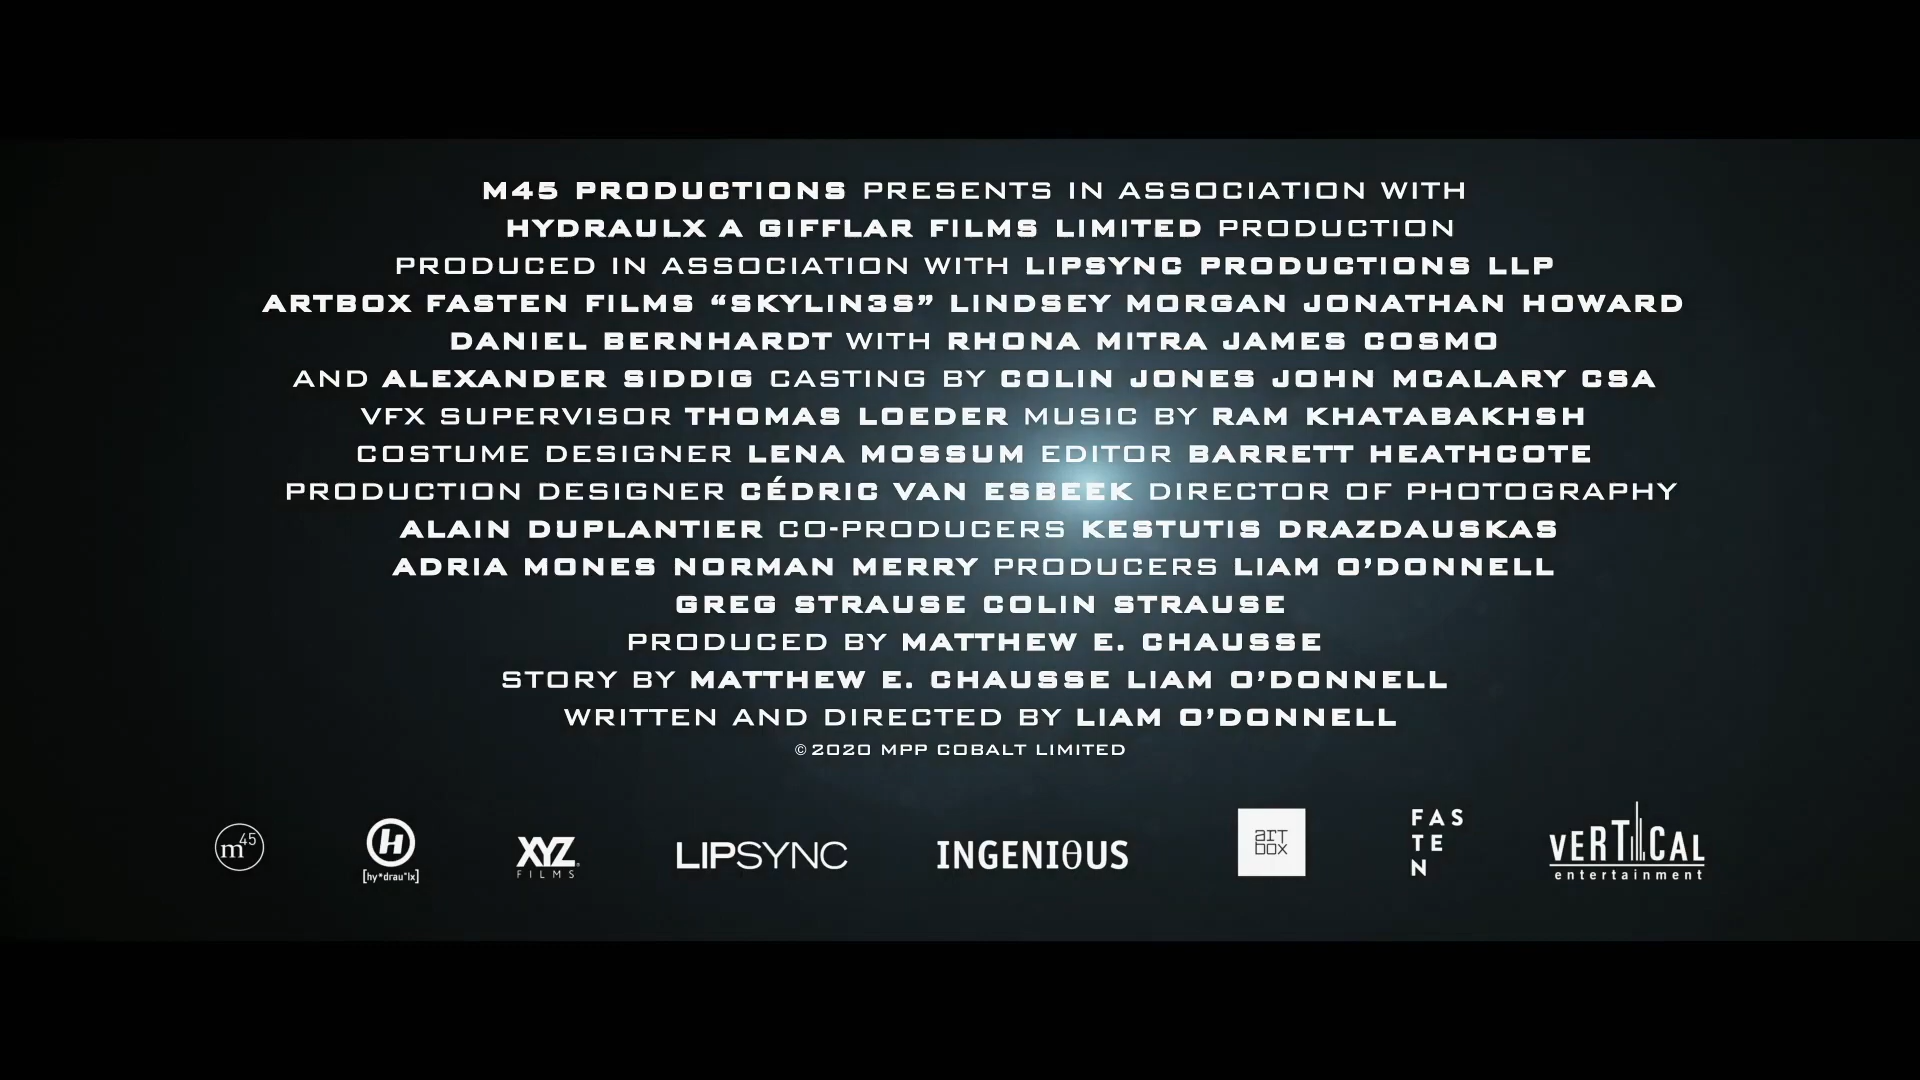 M45 PRODUCTIONS PRESENTS IN ASSOCIATION WITH
HYDRAULX A GIFFLAR FILMS LIMITED PRODUCTION
PRODUCED IN ASSOCIATION WITH LIPSYNC PRODUCTIONS LLP
ARTBOX FASTEN FILMS “SKYLIN3S” LINDSEY MORGAN JONATHAN HOWARD
DANIEL BERNHARDT WITH RHONA MITRA JAMES COSMO
AND ALEXANDER SIDDIG CASTING BY COLIN JONES JOHN MCALARY CSA
VFX SUPERVISOR THOMAS LOEDER MUSIC BY RAM KHATABAKHSH
COSTUME DESIGNER LENA MOSSUM EDITOR BARRETT HEATHCOTE
PRODUCTION DESIGNER CÉDRIC VAN ESBEEK DIRECTOR OF PHOTOGRAPHY
ALAIN DUPLANTIER CO-PRODUCERS KESTUTIS DRAZDAUSKAS
ADRIA MONES NORMAN MERRY PRODUCERS LIAM O’DONNELL
GREG STRAUSE COLIN STRAUSE
PRODUCED BY MATTHEW E. CHAUSSE
STORY BY MATTHEW E. CHAUSSE LIAM O’DONNELL
WRITTEN AND DIRECTED BY LIAM O’DONNELL
©2020 MPP COBALT LIMITED
m45
H
[hy*drau"lx]
XYZ
FILMS
LIPSYNC
INGENIθUS
art
box
FAS
TE
N
VERTICAL
entertainment